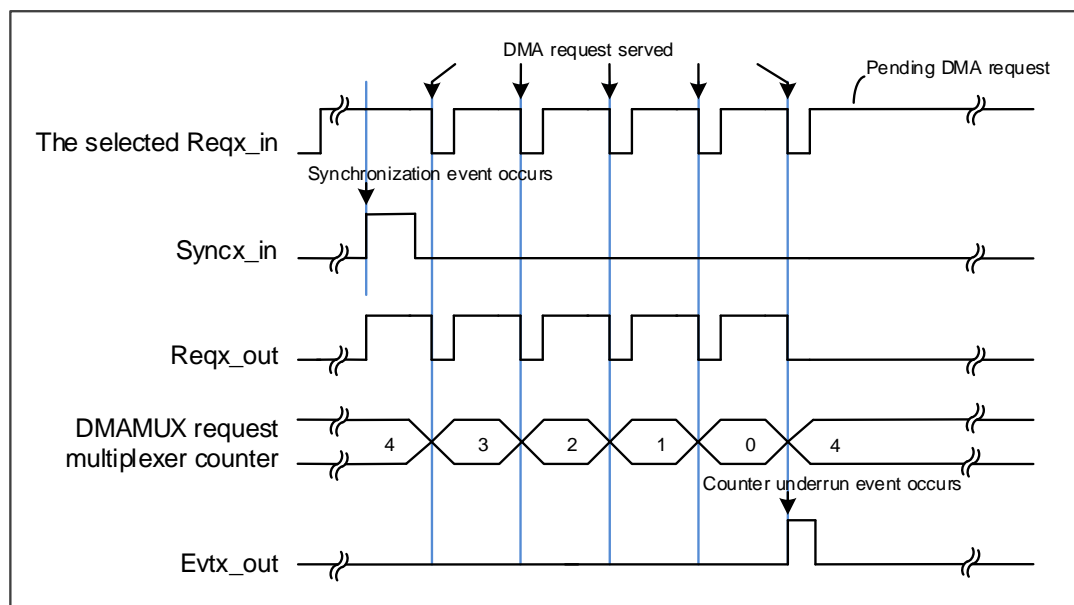 DMA request served
Pending DMA request
The selected Reqx_in
Synchronization event occurs
Syncx_in
Reqx_out
DMAMUX request
multiplexer counter
4 3 2 1 0 4
Counter underrun event occurs
Evtx_out